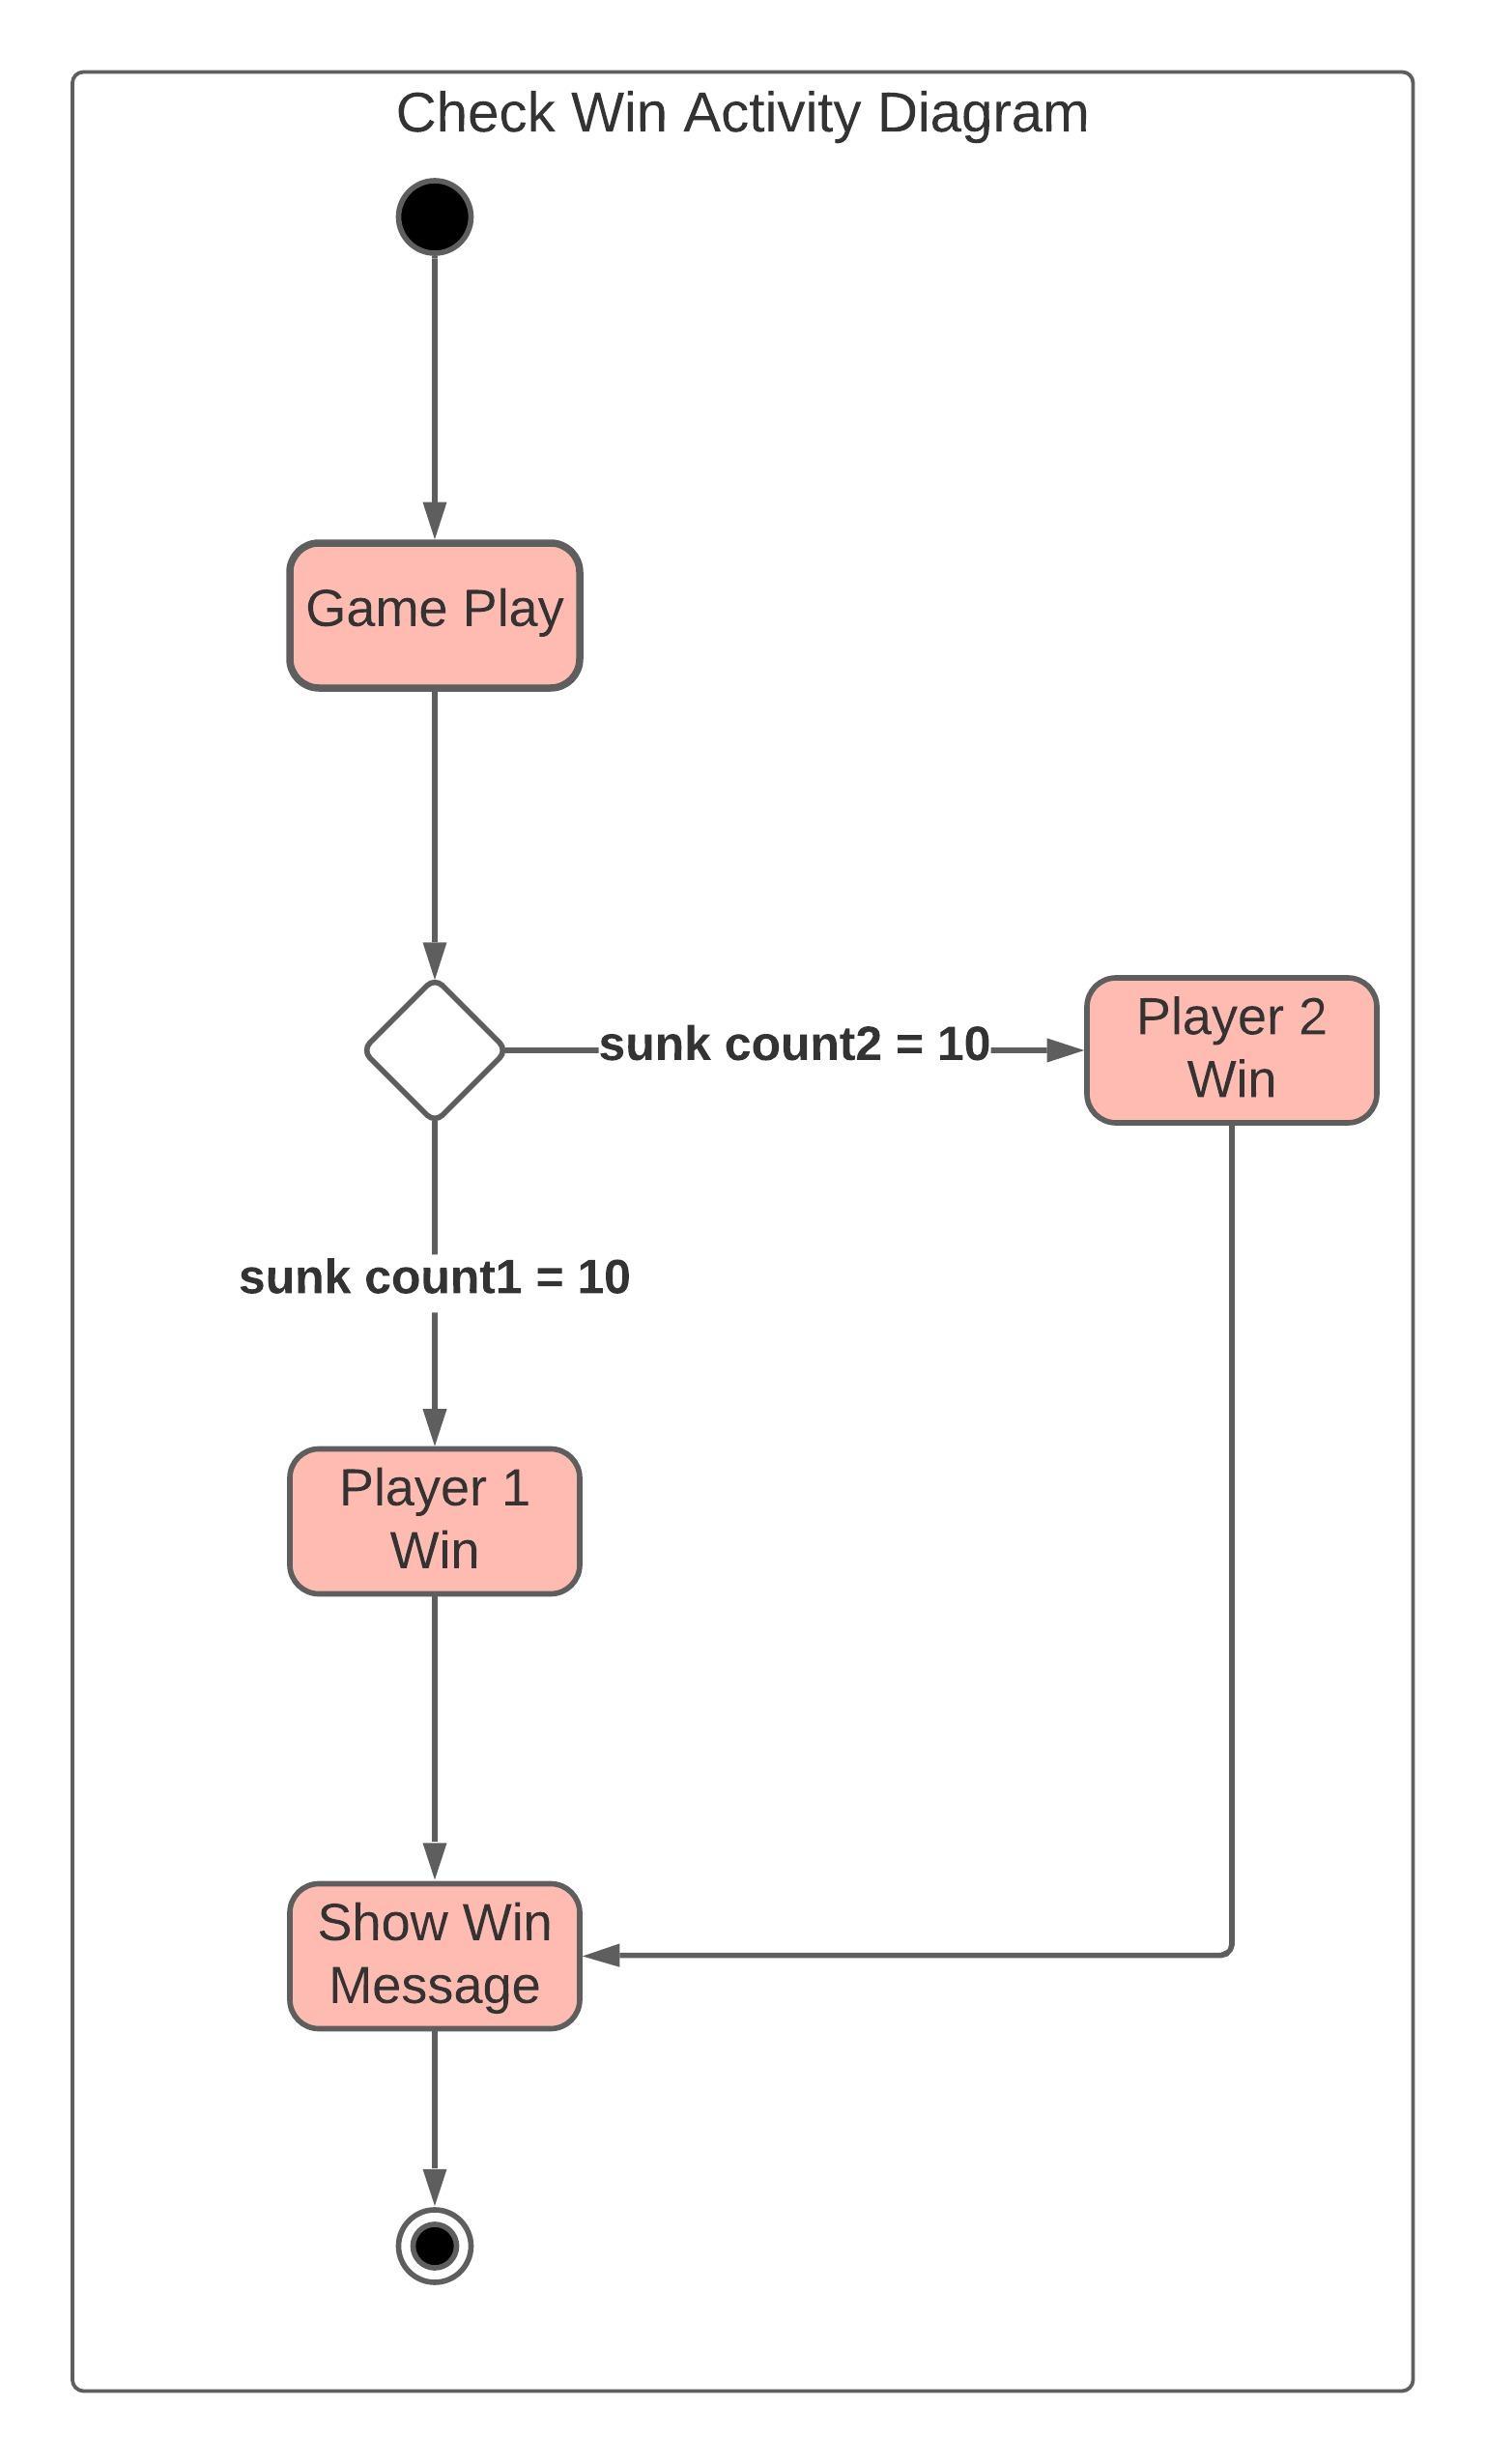 Check Win Activity Diagram
Game Play
sunk count2 = 10
Player 2
Win
sunk count1 = 10
Player 1
Win
Show Win
Message